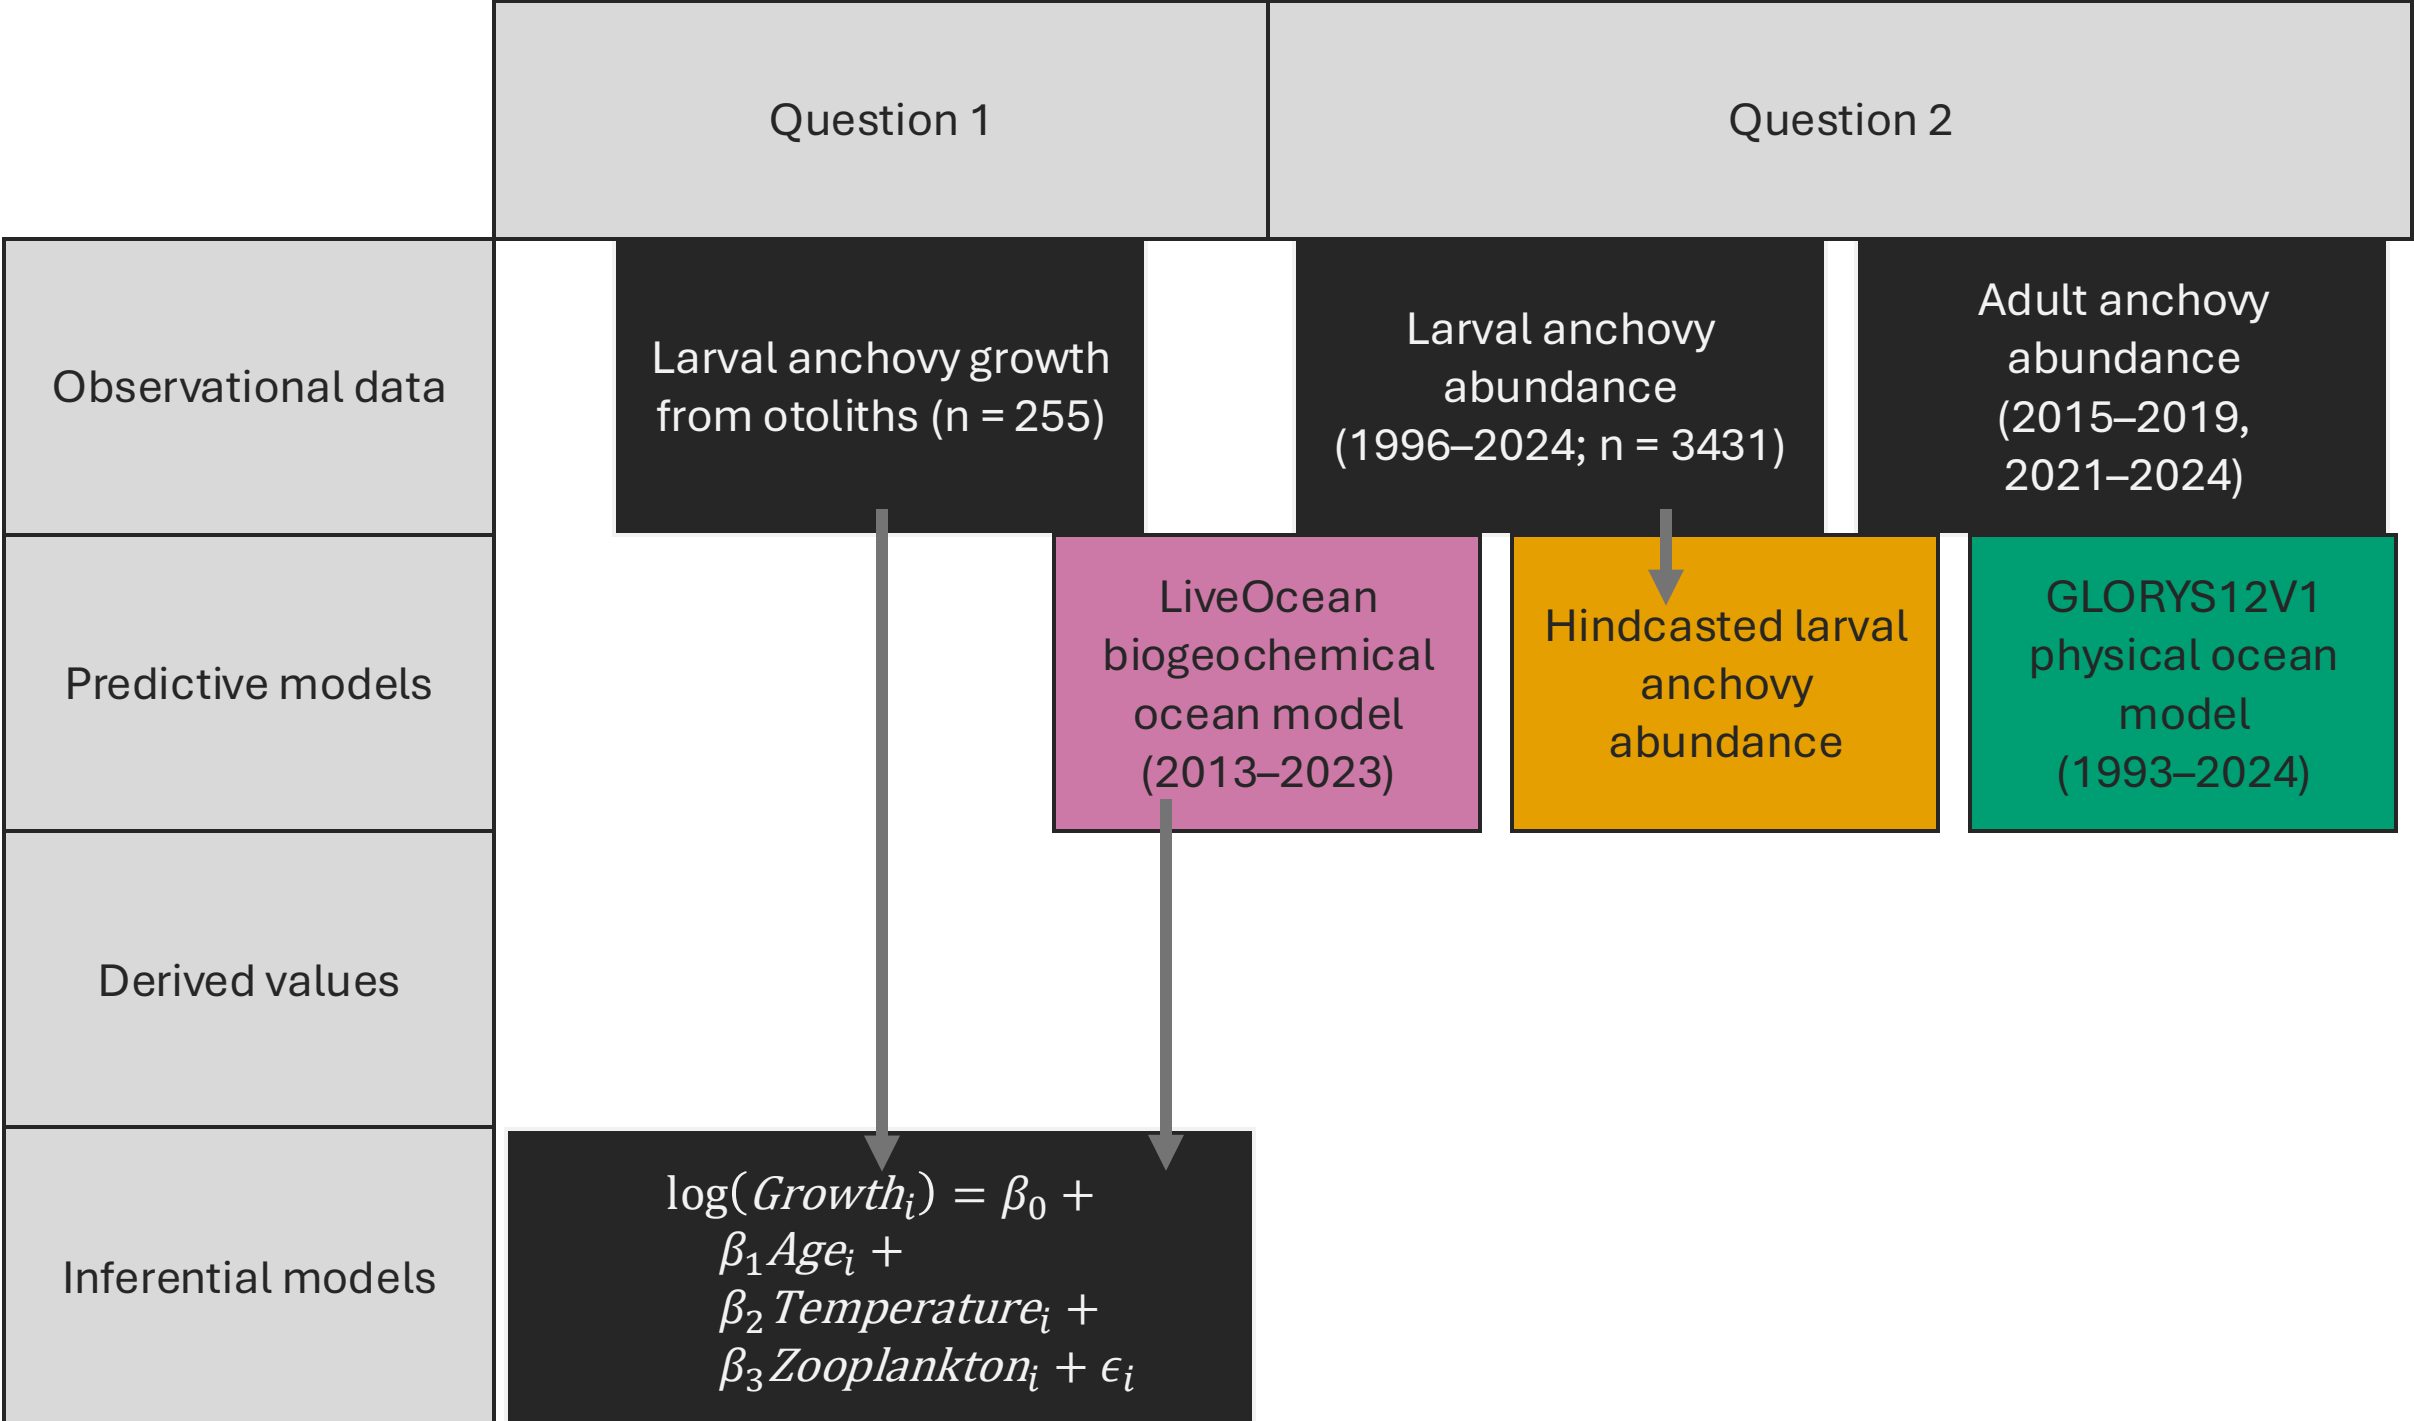 Question 1
Question 2
Observational data
Larval anchovy growth
from otoliths (n = 255)
Larval anchovy
abundance
(1996–2024; n = 3431)
Adult anchovy
abundance
(2015–2019,
2021–2024)
Predictive models
LiveOcean
biogeochemical
ocean model
(2013–2023)
Hindcasted larval
anchovy
abundance
GLORYS12V1
physical ocean
model
(1993–2024)
Derived values
Inferential models
log(Growthᵢ) = β₀ +
β₁Ageᵢ +
β₂Temperatureᵢ +
β₃Zooplanktonᵢ + ϵᵢ